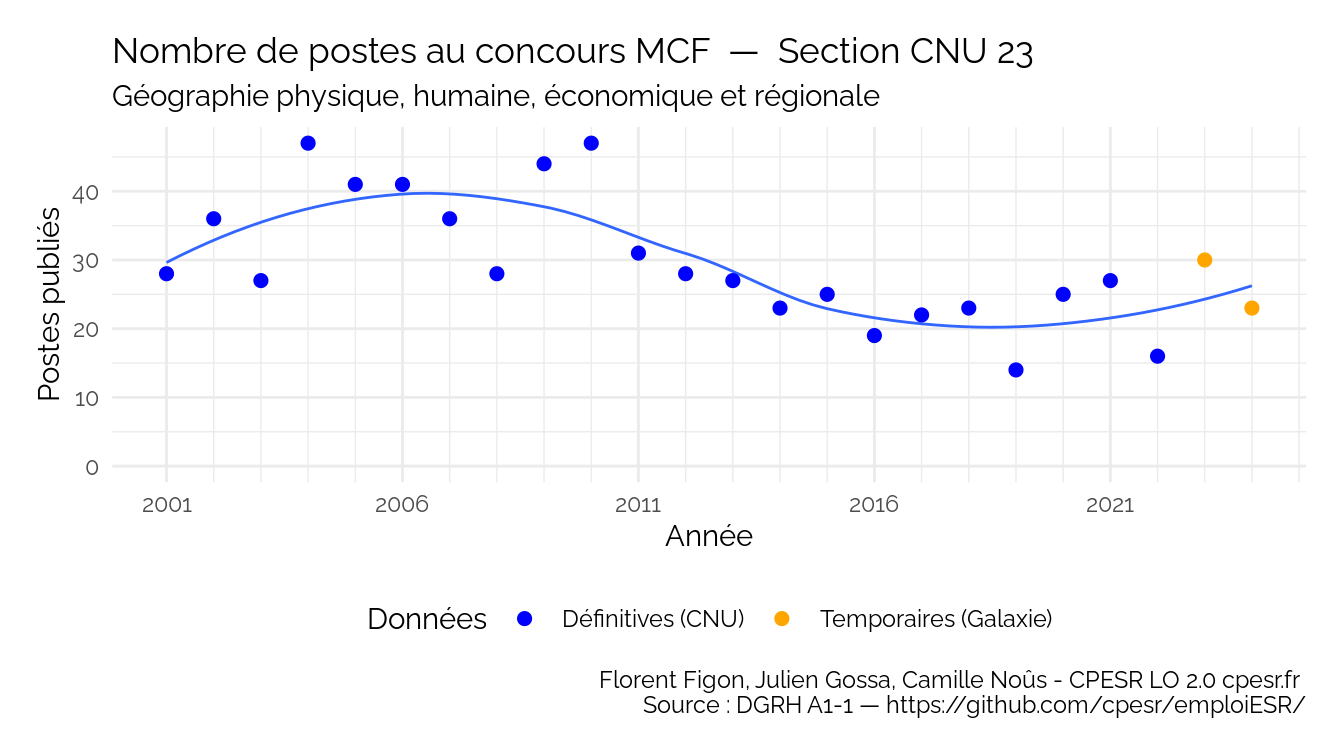 Nombre de postes au concours MCF — Section CNU 23
Géographie physique, humaine, économique et régionale
Postes publiés
40
30
20
10
0
2001 2006 2011 2016 2021
Année
Données Définitives (CNU) Temporaires (Galaxie)
Florent Figon, Julien Gossa, Camille Noûs - CPESR LO 2.0 cpesr.fr
Source : DGRH A1-1 — https://github.com/cpesr/emploiESR/